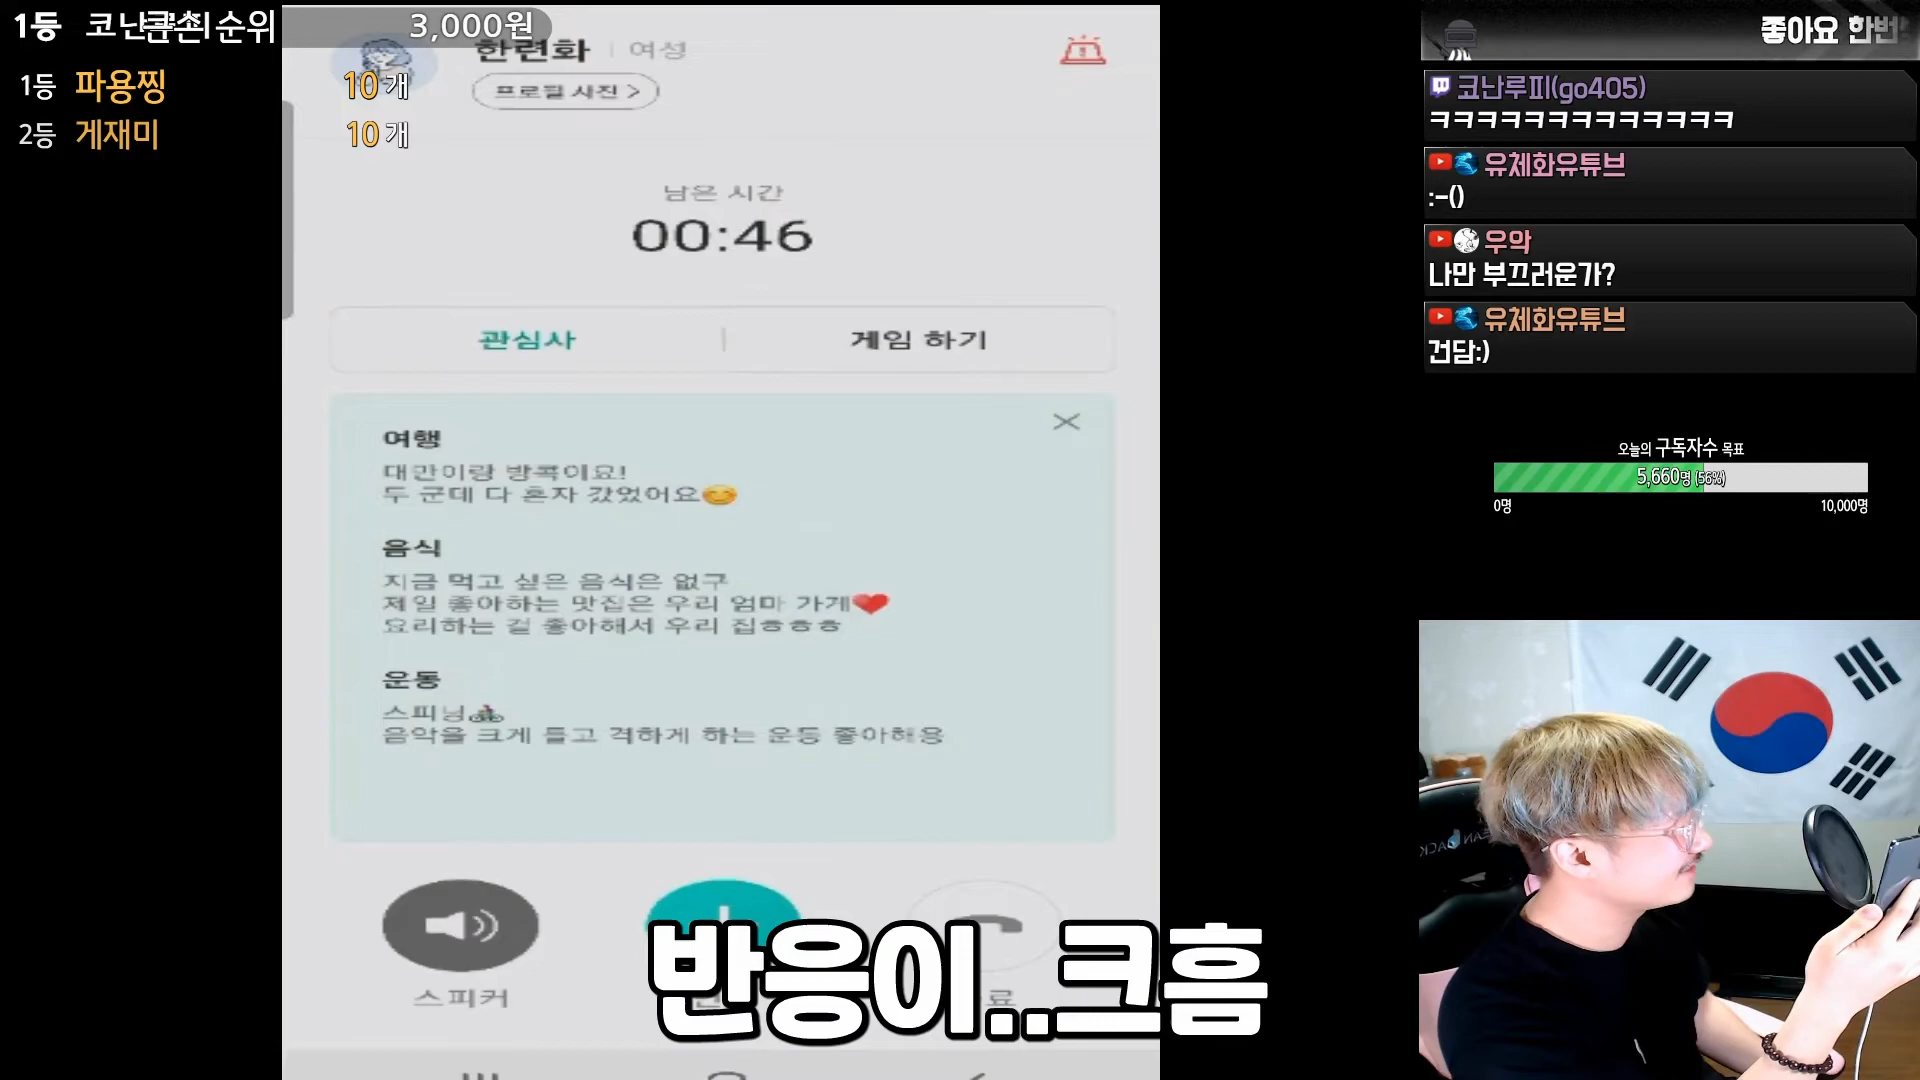 1등
3,000원
1등 파용찡 10개
2등 게재미 10개
한련화 | 여성
프로필 사진 >
남은 시간
00:46
관심사 | 게임 하기
여행
대만이랑 방콕이요!
두 군데 다 혼자 갔었어요😊
음식
지금 먹고 싶은 음식은 없구
제일 좋아하는 맛집은 우리 엄마 가게❤️
요리하는 걸 좋아해서 우리 집ㅎㅎㅎㅎ
운동
스피닝🚴
음악을 크게 틀고 격하게 하는 운동 좋아해용
스피커
반응이..크흠
좋아요 한번
코난루피(go405)
ㅋㅋㅋㅋㅋㅋㅋㅋㅋㅋㅋㅋㅋ
유체화유튜브
:-()
우악
나만 부끄러운가?
유체화유튜브
건담:)
오늘의 구독자수 목표
5,660명 (56%)
0명 10,000명